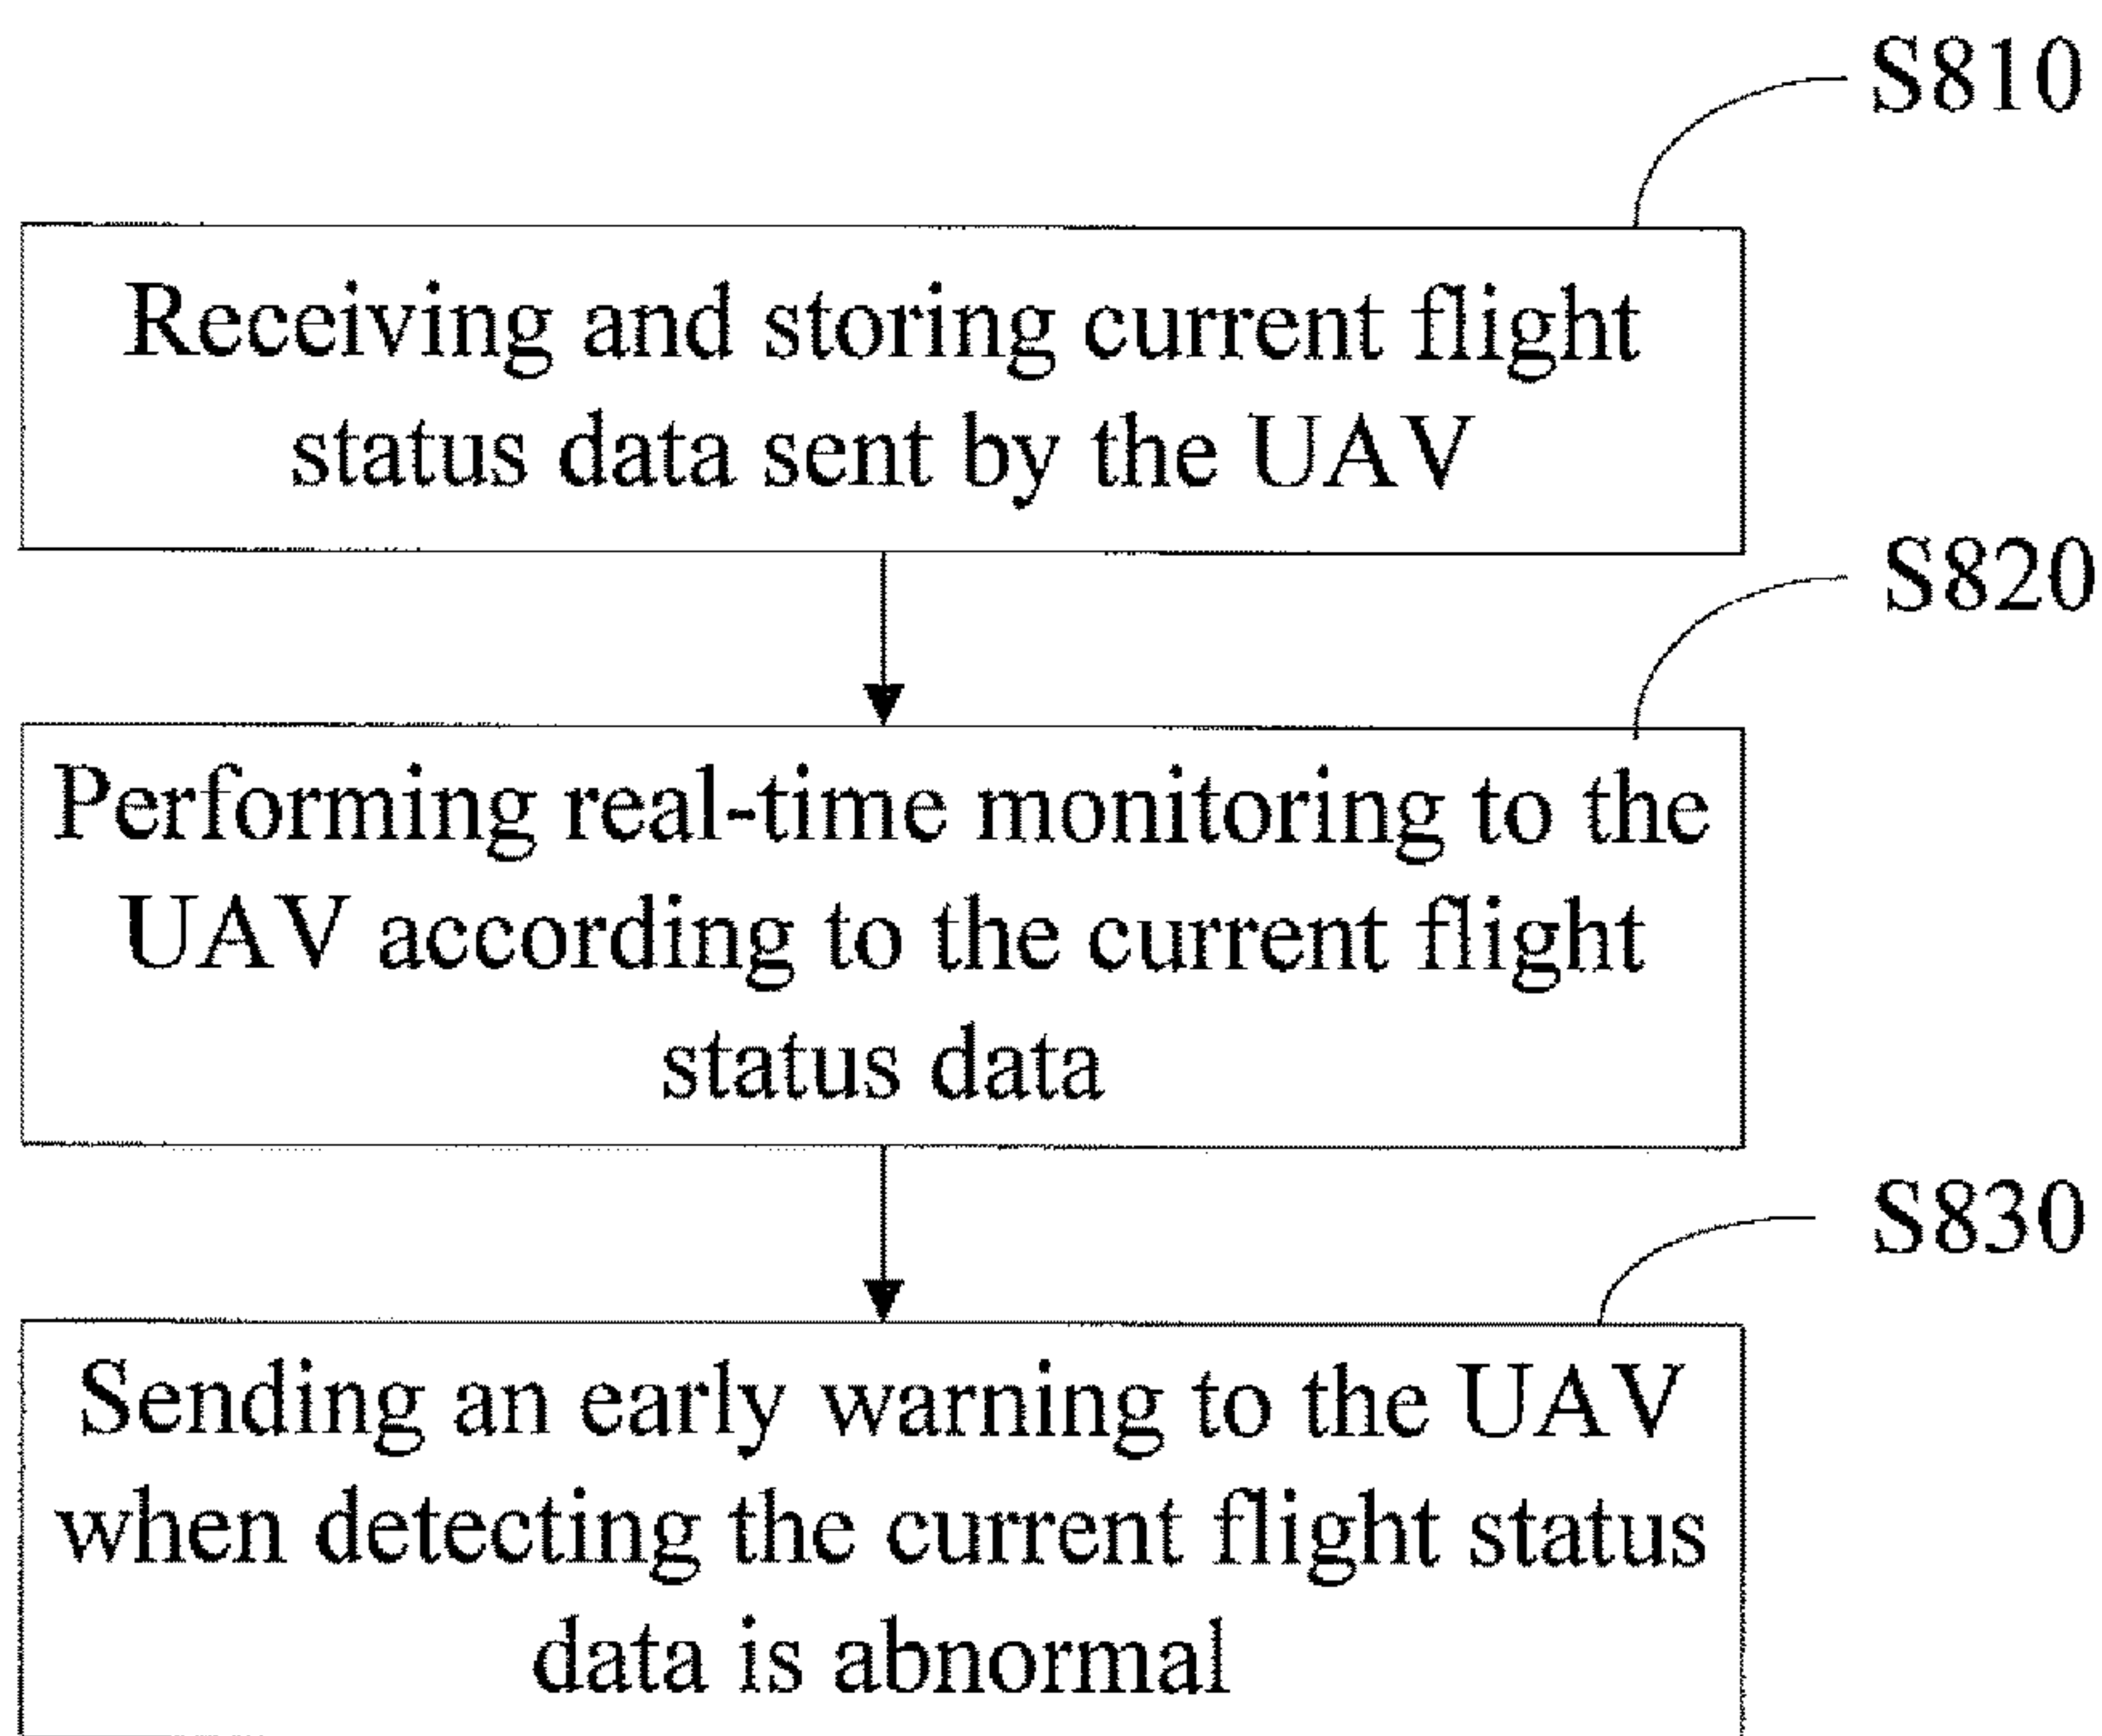 S810
Receiving and storing current flight
status data sent by the UAV
S820
Performing real-time monitoring to the
UAV according to the current flight
status data
S830
Sending an early warning to the UAV
when detecting the current flight status
data is abnormal